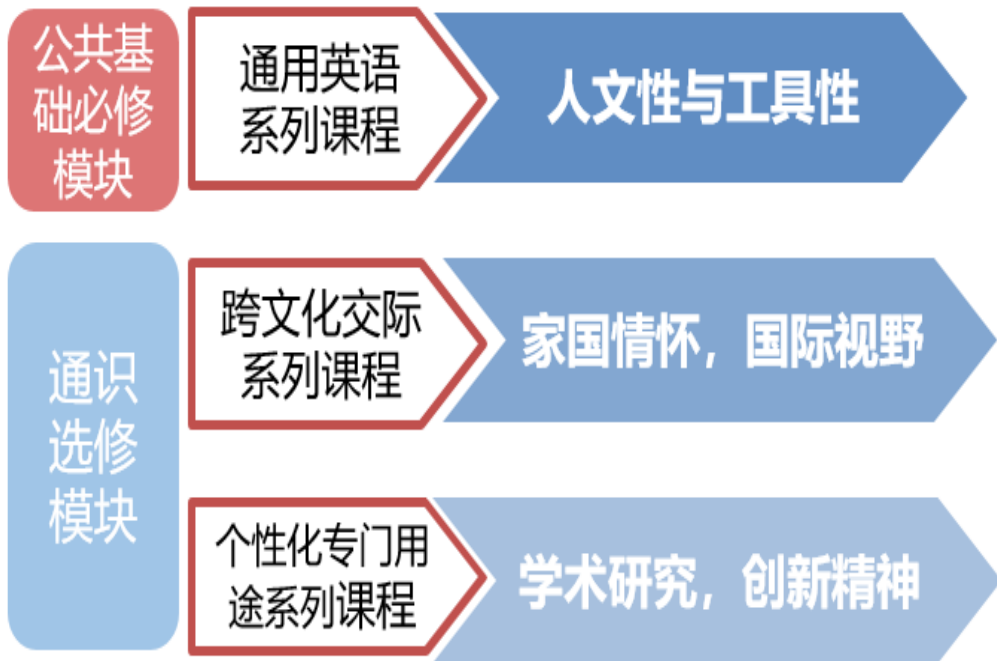 公共基
础必修
模块
通用英语
系列课程
人文性与工具性
通识
选修
模块
跨文化交际
系列课程
家国情怀，国际视野
个性化专门用
途系列课程
学术研究，创新精神